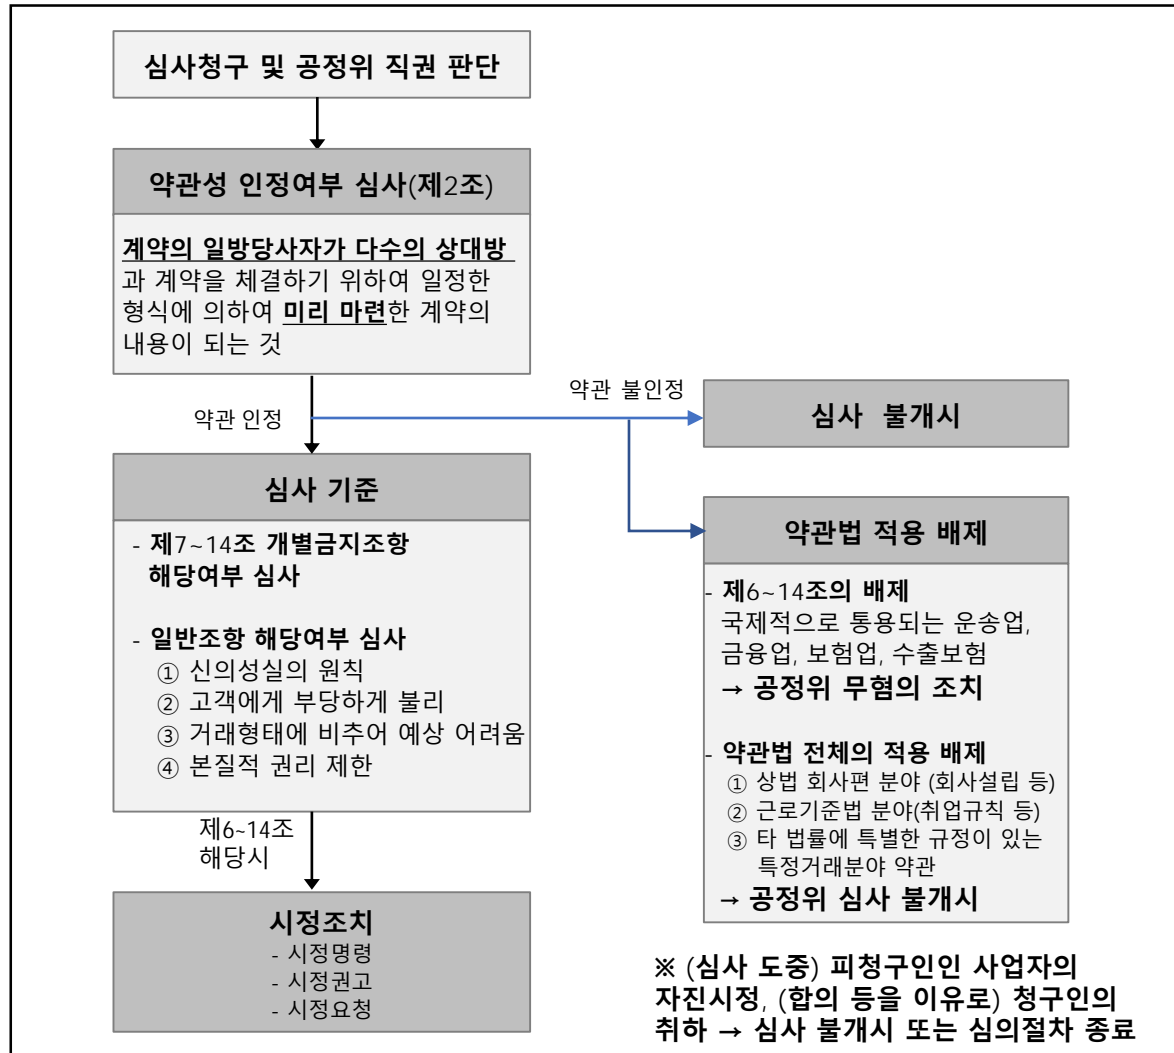 심사청구 및 공정위 직권 판단
약관성 인정여부 심사(제2조)
계약의 일방당사자가 다수의 상대방
과 계약을 체결하기 위하여 일정한
형식에 의하여 미리 마련한 계약의
내용이 되는 것
약관 인정
약관 불인정
심사 불개시
심사 기준
- 제7~14조 개별금지조항
해당여부 심사
- 일반조항 해당여부 심사
① 신의성실의 원칙
② 고객에게 부당하게 불리
③ 거래형태에 비추어 예상 어려움
④ 본질적 권리 제한
약관법 적용 배제
- 제6~14조의 배제
국제적으로 통용되는 운송업,
금융업, 보험업, 수출보험
→ 공정위 무혐의 조치
- 약관법 전체의 적용 배제
① 상법 회사편 분야 (회사설립 등)
② 근로기준법 분야(취업규칙 등)
③ 타 법률에 특별한 규정이 있는
특정거래분야 약관
→ 공정위 심사 불개시
제6~14조
해당시
시정조치
- 시정명령
- 시정권고
- 시정요청
※ (심사 도중) 피청구인인 사업자의
자진시정, (합의 등을 이유로) 청구인의
취하 → 심사 불개시 또는 심의절차 종료